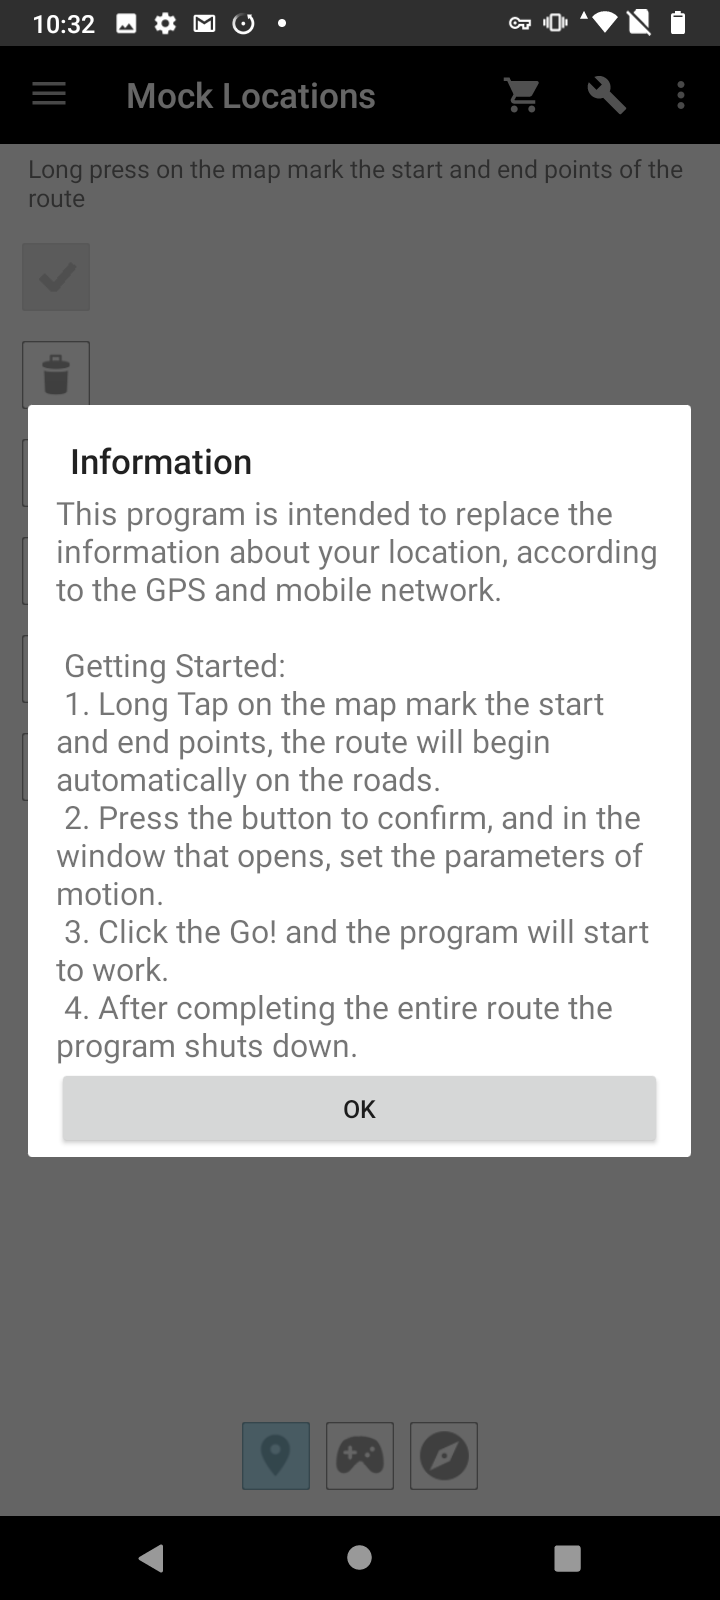 10:32
Mock Locations
Long press on the map mark the start and end points of the
route
Information
This program is intended to replace the
information about your location, according
to the GPS and mobile network.
Getting Started:
1. Long Tap on the map mark the start
and end points, the route will begin
automatically on the roads.
2. Press the button to confirm, and in the
window that opens, set the parameters of
motion.
3. Click the Go! and the program will start
to work.
4. After completing the entire route the
program shuts down.
OK